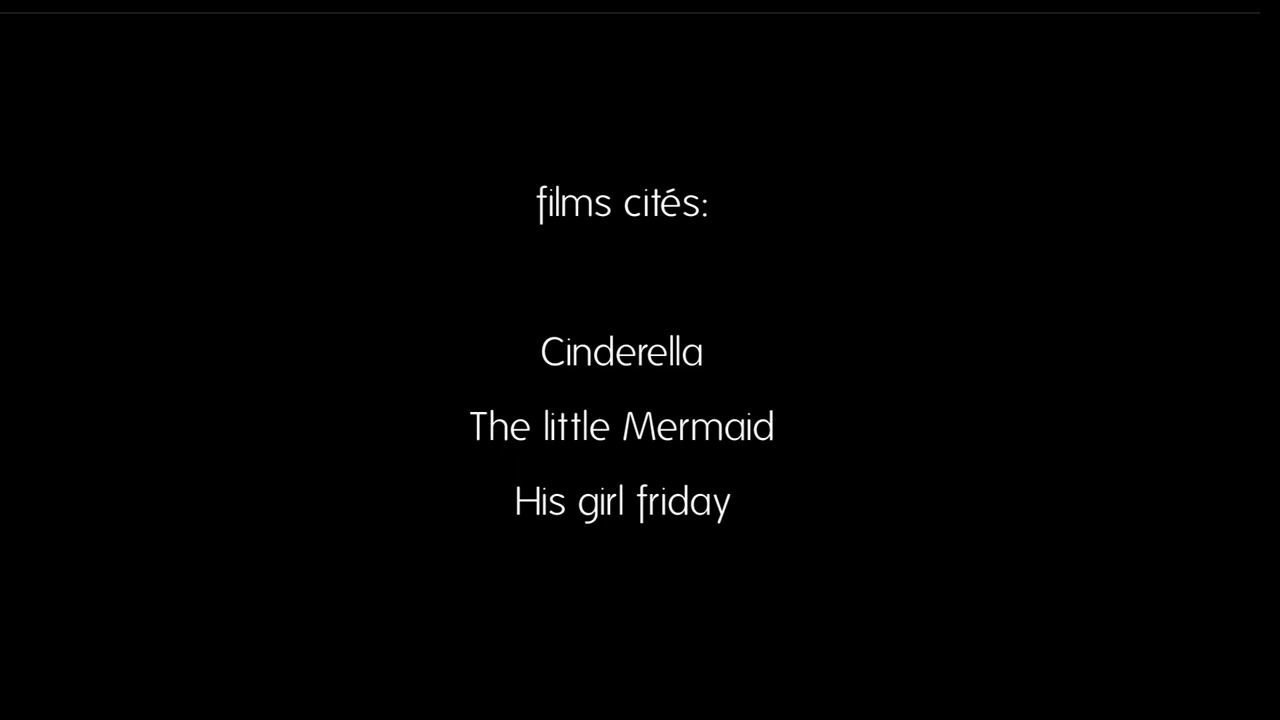 films cités:
Cinderella
The little Mermaid
His girl friday